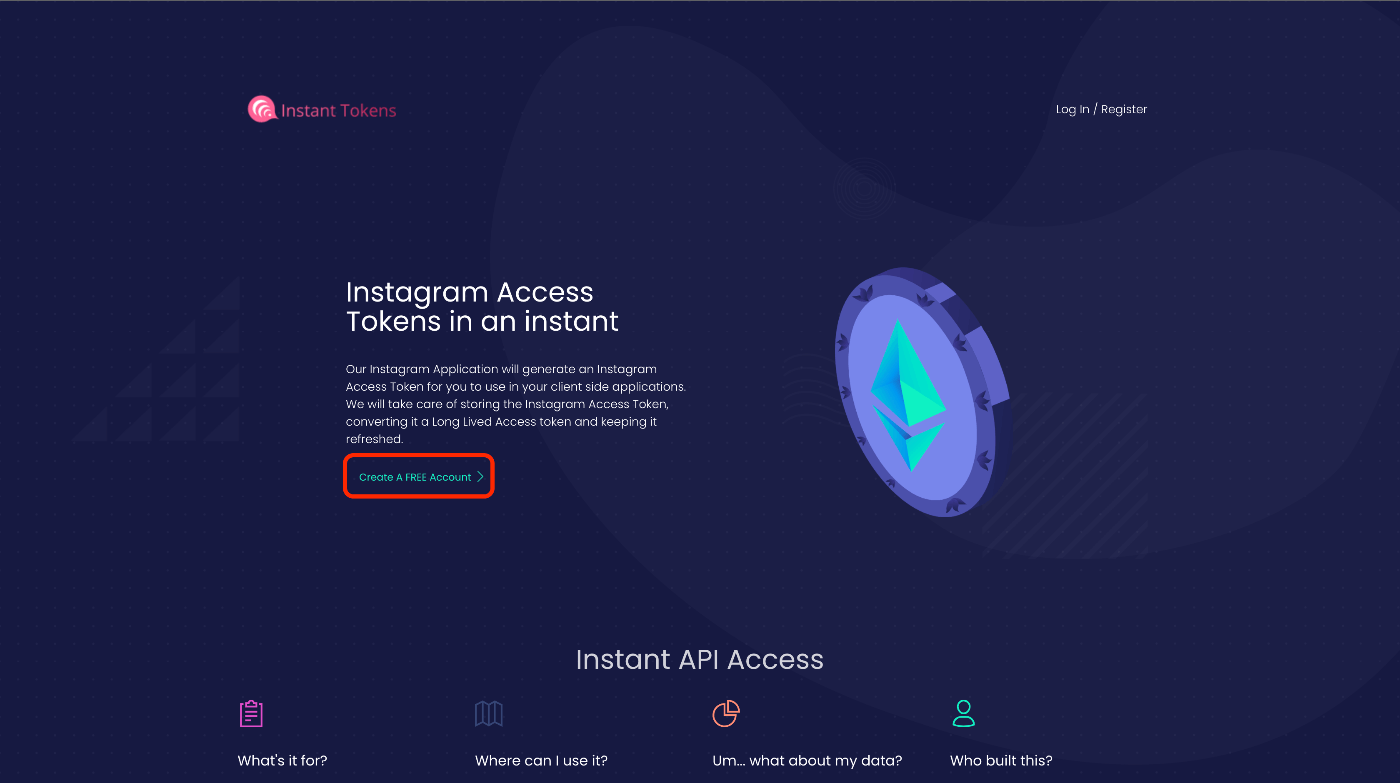 Instant Tokens
Log In / Register
Instagram Access
Tokens in an instant
Our Instagram Application will generate an Instagram
Access Token for you to use in your client side applications.
We will take care of storing the Instagram Access Token,
converting it a Long Lived Access token and keeping it
refreshed.
Create A FREE Account
Instant API Access
What's it for?
Where can I use it?
Um... what about my data?
Who built this?